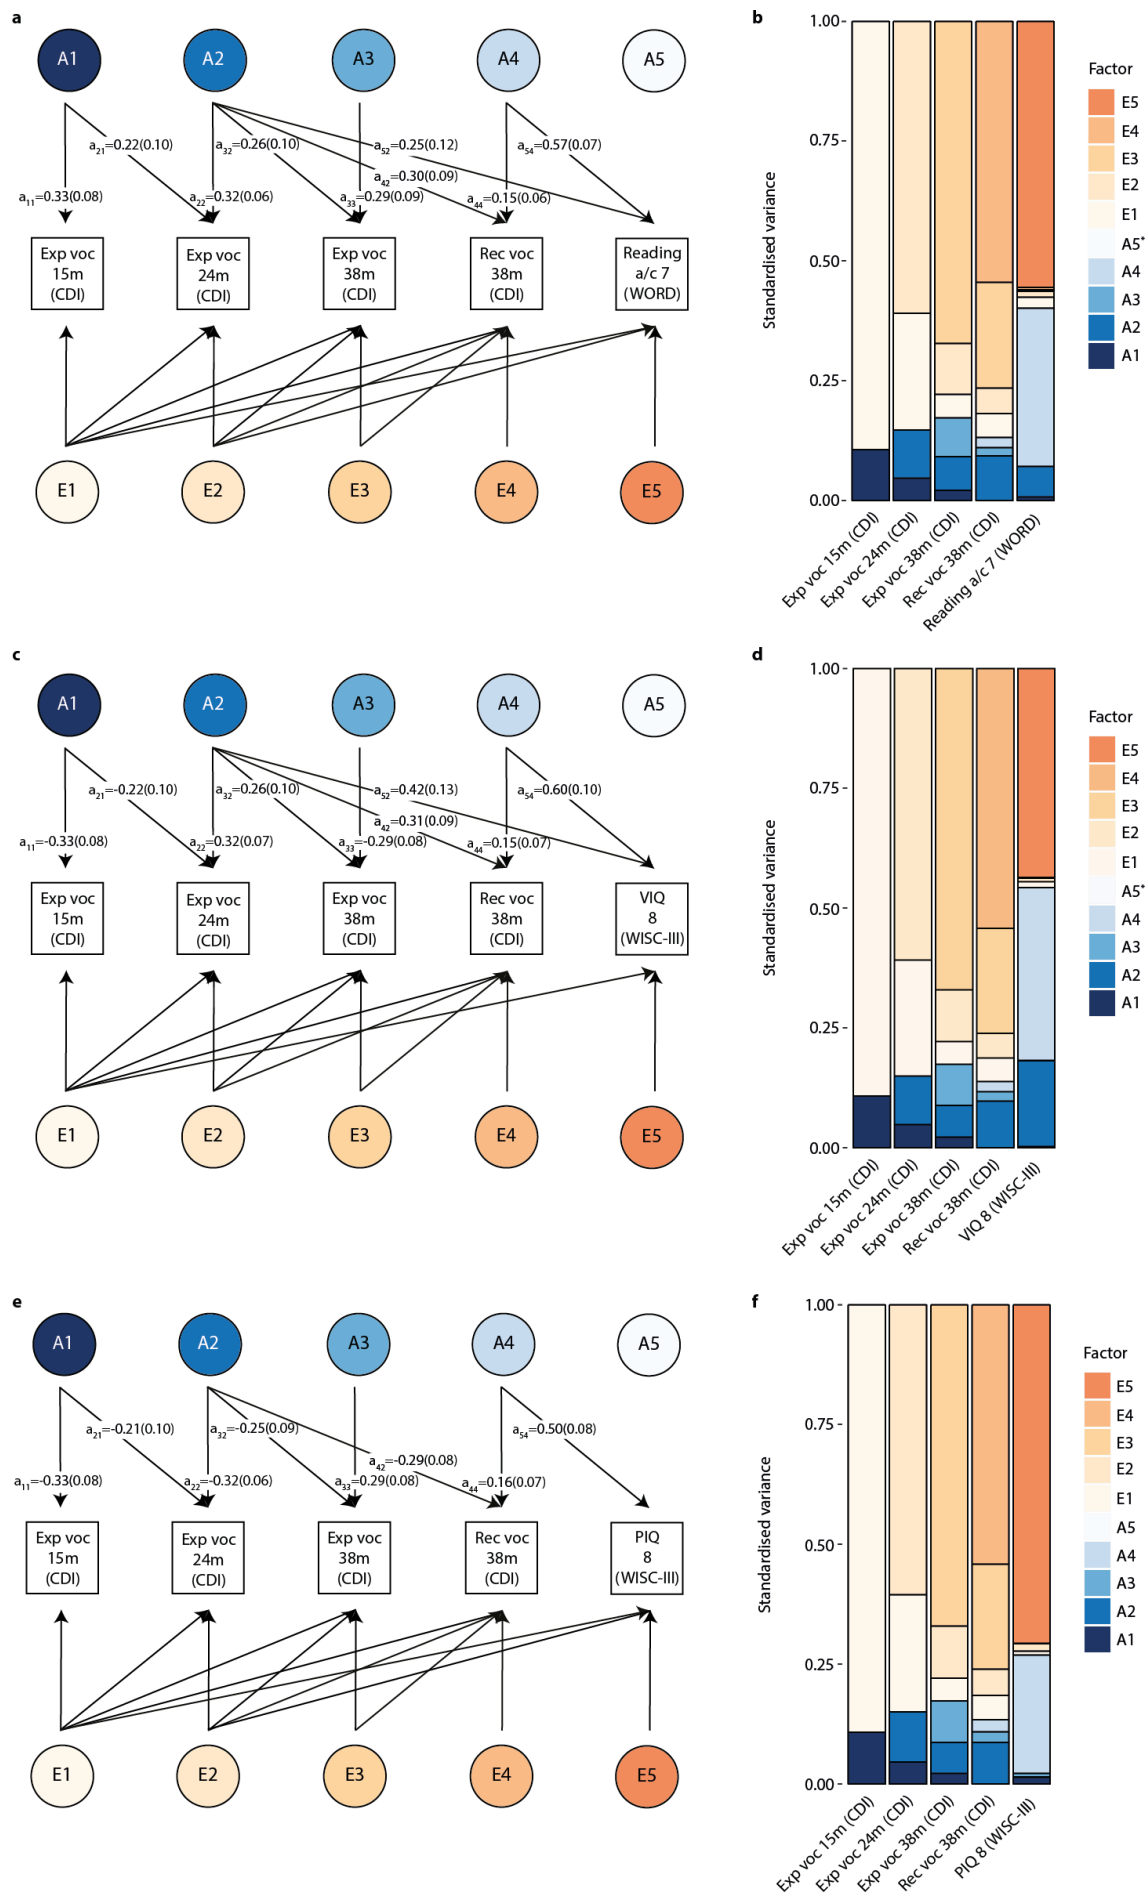 a
A1 A2 A3 A4 A5
a21=0.22(0.10) a32=0.26(0.10) a52=0.25(0.12) a54=0.57(0.07)
a42=0.30(0.09)
a11=0.33(0.08) a22=0.32(0.06) a33=0.29(0.09) a44=0.15(0.06)
Exp voc 15m (CDI)
Exp voc 24m (CDI)
Exp voc 38m (CDI)
Rec voc 38m (CDI)
Reading a/c 7 (WORD)
E1 E2 E3 E4 E5
b
Standardised variance
1.00
0.75
0.50
0.25
0.00
Exp voc 15m (CDI)
Exp voc 24m (CDI)
Exp voc 38m (CDI)
Rec voc 38m (CDI)
Reading a/c 7 (WORD)
Factor
E5
E4
E3
E2
E1
A5*
A4
A3
A2
A1
c
A1 A2 A3 A4 A5
a21=-0.22(0.10) a32=0.26(0.10) a52=0.42(0.13) a54=0.60(0.10)
a42=0.31(0.09)
a11=-0.33(0.08) a22=0.32(0.07) a33=-0.29(0.08) a44=0.15(0.07)
Exp voc 15m (CDI)
Exp voc 24m (CDI)
Exp voc 38m (CDI)
Rec voc 38m (CDI)
VIQ 8 (WISC-III)
E1 E2 E3 E4 E5
d
Standardised variance
1.00
0.75
0.50
0.25
0.00
Exp voc 15m (CDI)
Exp voc 24m (CDI)
Exp voc 38m (CDI)
Rec voc 38m (CDI)
VIQ 8 (WISC-III)
Factor
E5
E4
E3
E2
E1
A5*
A4
A3
A2
A1
e
A1 A2 A3 A4 A5
a21=-0.21(0.10) a32=-0.25(0.09) a54=0.50(0.08)
a42=-0.29(0.08)
a11=-0.33(0.08) a22=-0.32(0.06) a33=0.29(0.08) a44=0.16(0.07)
Exp voc 15m (CDI)
Exp voc 24m (CDI)
Exp voc 38m (CDI)
Rec voc 38m (CDI)
PIQ 8 (WISC-III)
E1 E2 E3 E4 E5
f
Standardised variance
1.00
0.75
0.50
0.25
0.00
Exp voc 15m (CDI)
Exp voc 24m (CDI)
Exp voc 38m (CDI)
Rec voc 38m (CDI)
PIQ 8 (WISC-III)
Factor
E5
E4
E3
E2
E1
A5
A4
A3
A2
A1